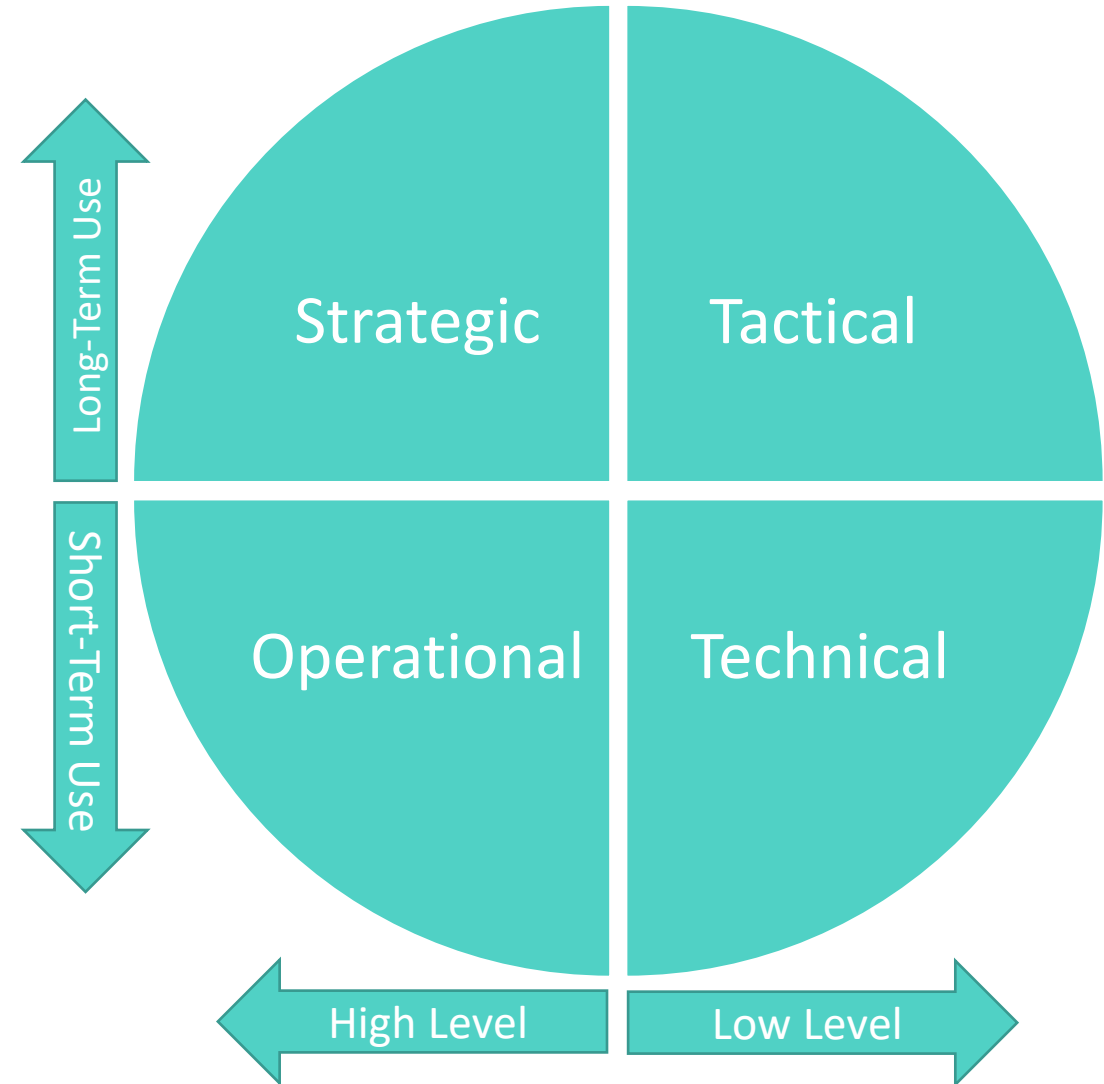 Long-Term Use
Strategic
Tactical
Short-Term Use
Operational
Technical
High Level
Low Level